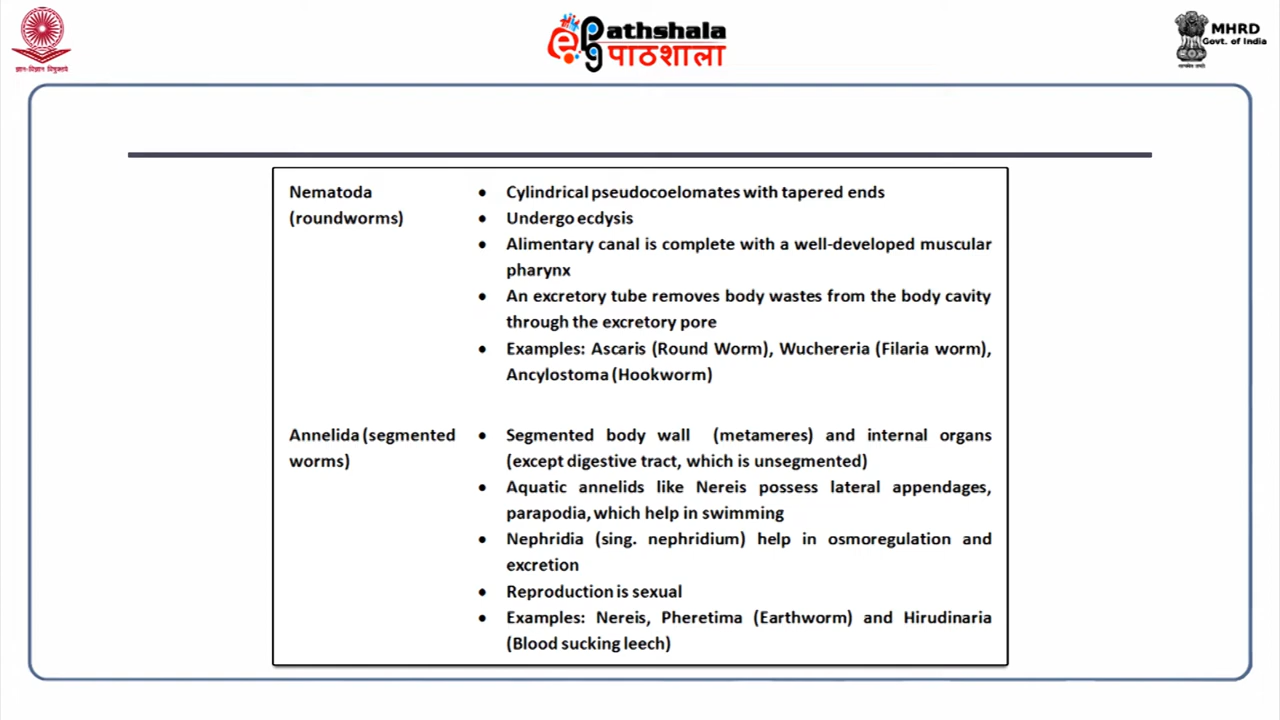 ज्ञान-विज्ञान विमुक्तये
e pg Pathshala
पाठशाला
MHRD
Govt. of India
Nematoda
(roundworms)
• Cylindrical pseudocoelomates with tapered ends
• Undergo ecdysis
• Alimentary canal is complete with a well-developed muscular
pharynx
• An excretory tube removes body wastes from the body cavity
through the excretory pore
• Examples: Ascaris (Round Worm), Wuchereria (Filaria worm),
Ancylostoma (Hookworm)
Annelida (segmented
worms)
• Segmented body wall (metameres) and internal organs
(except digestive tract, which is unsegmented)
• Aquatic annelids like Nereis possess lateral appendages,
parapodia, which help in swimming
• Nephridia (sing. nephridium) help in osmoregulation and
excretion
• Reproduction is sexual
• Examples: Nereis, Pheretima (Earthworm) and Hirudinaria
(Blood sucking leech)